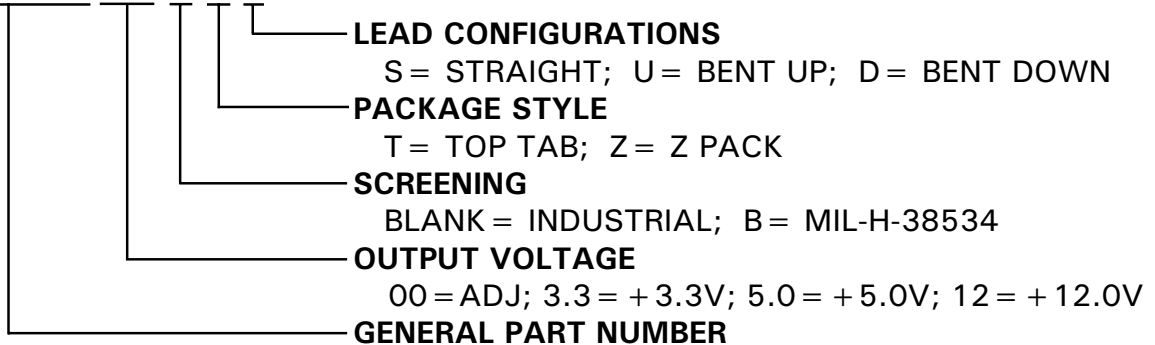 LEAD CONFIGURATIONS
S= STRAIGHT; U= BENT UP; D= BENT DOWN
PACKAGE STYLE
T= TOP TAB; Z= Z PACK
SCREENING
BLANK= INDUSTRIAL; B= MIL-H-38534
OUTPUT VOLTAGE
00=ADJ; 3.3=+3.3V; 5.0=+5.0V; 12=+12.0V
GENERAL PART NUMBER